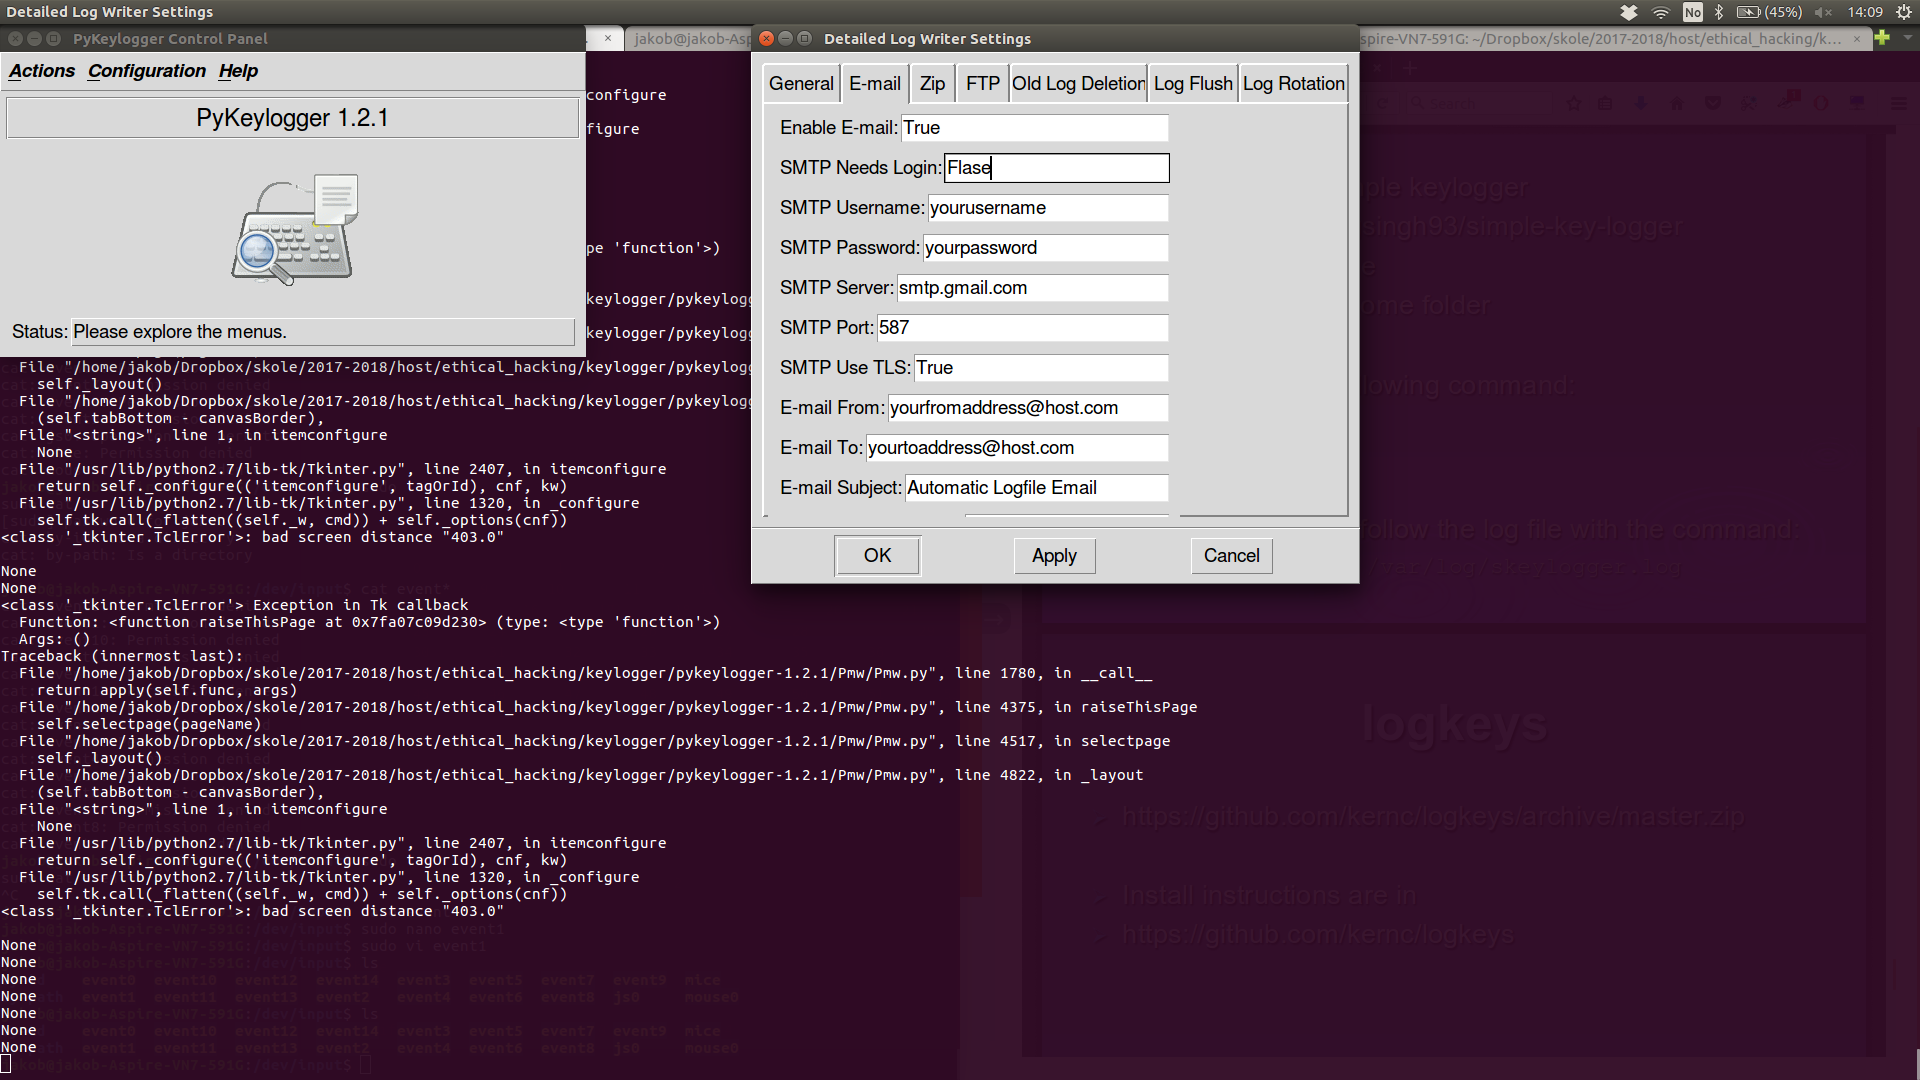 Detailed Log Writer Settings
No
(45%)
14:09
PyKeylogger Control Panel
Actions Configuration Help
PyKeylogger 1.2.1
Status: Please explore the menus.
Detailed Log Writer Settings
General E-mail Zip FTP Old Log Deletion Log Flush Log Rotation
Enable E-mail: True
SMTP Needs Login: Flase
SMTP Username: yourusername
SMTP Password: yourpassword
SMTP Server: smtp.gmail.com
SMTP Port: 587
SMTP Use TLS: True
E-mail From: yourfromaddress@host.com
E-mail To: yourtoaddress@host.com
E-mail Subject: Automatic Logfile Email
OK Apply Cancel
jakob@jakob-Asp
spire-VN7-591G: ~/Dropbox/skole/2017-2018/host/ethical_hacking/k...
configure
figure
pe 'function'>)
keylogger/pykeylogg
keylogger/pykeylogg
File "/home/jakob/Dropbox/skole/2017-2018/host/ethical_hacking/keylogger/pykeylogg
self._layout()
File "/home/jakob/Dropbox/skole/2017-2018/host/ethical_hacking/keylogger/pykeylogg
(self.tabBottom - canvasBorder),
File "<string>", line 1, in itemconfigure
None
File "/usr/lib/python2.7/lib-tk/Tkinter.py", line 2407, in itemconfigure
return self._configure(('itemconfigure', tagOrId), cnf, kw)
File "/usr/lib/python2.7/lib-tk/Tkinter.py", line 1320, in _configure
self.tk.call(_flatten((self._w, cmd)) + self._options(cnf))
<class '_tkinter.TclError'>: bad screen distance "403.0"
None
None
<class '_tkinter.TclError'> Exception in Tk callback
Function: <function raiseThisPage at 0x7fa07c09d230> (type: <type 'function'>)
Args: ()
Traceback (innermost last):
File "/home/jakob/Dropbox/skole/2017-2018/host/ethical_hacking/keylogger/pykeylogger-1.2.1/Pmw/Pmw.py", line 1780, in __call__
return apply(self.func, args)
File "/home/jakob/Dropbox/skole/2017-2018/host/ethical_hacking/keylogger/pykeylogger-1.2.1/Pmw/Pmw.py", line 4375, in raiseThisPage
self.selectpage(pageName)
File "/home/jakob/Dropbox/skole/2017-2018/host/ethical_hacking/keylogger/pykeylogger-1.2.1/Pmw/Pmw.py", line 4517, in selectpage
self._layout()
File "/home/jakob/Dropbox/skole/2017-2018/host/ethical_hacking/keylogger/pykeylogger-1.2.1/Pmw/Pmw.py", line 4822, in _layout
(self.tabBottom - canvasBorder),
File "<string>", line 1, in itemconfigure
None
File "/usr/lib/python2.7/lib-tk/Tkinter.py", line 2407, in itemconfigure
return self._configure(('itemconfigure', tagOrId), cnf, kw)
File "/usr/lib/python2.7/lib-tk/Tkinter.py", line 1320, in _configure
self.tk.call(_flatten((self._w, cmd)) + self._options(cnf))
<class '_tkinter.TclError'>: bad screen distance "403.0"
None
None
None
None
None
None
None
ple keylogger
singh93/simple-key-logger
ome folder
lowing command:
ollow the log file with the command:
/var/log/skeylogger.log
logkeys
https://github.com/kernc/logkeys/archive/master.zip
Install instructions are in
https://github.com/kernc/logkeys